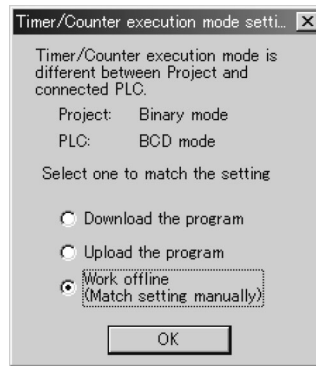 Timer/Counter execution mode setti...
Timer/Counter execution mode is
different between Project and
connected PLC.
Project: Binary mode
PLC: BCD mode
Select one to match the setting
Download the program
Upload the program
Work offline
(Match setting manually)
OK